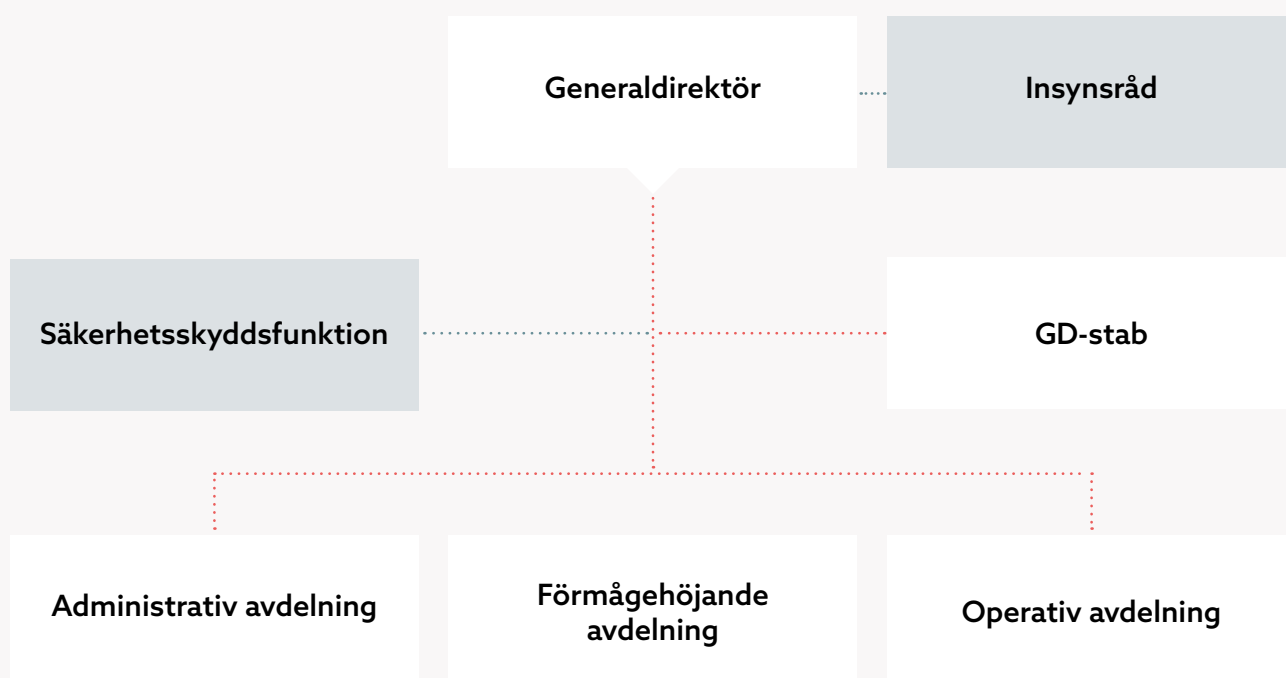 Generaldirektör
Insynsråd
Säkerhetsskyddsfunktion
GD-stab
Administrativ avdelning
Förmågehöjande
avdelning
Operativ avdelning